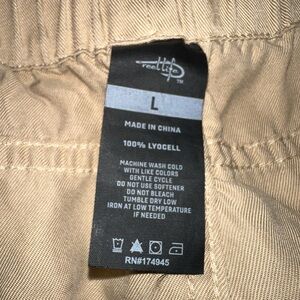 reel life
TM
L
MADE IN CHINA
100% LYOCELL
MACHINE WASH COLD
WITH LIKE COLORS
GENTLE CYCLE
DO NOT USE SOFTENER
DO NOT BLEACH
TUMBLE DRY LOW
IRON AT LOW TEMPERATURE
IF NEEDED
RN#174945